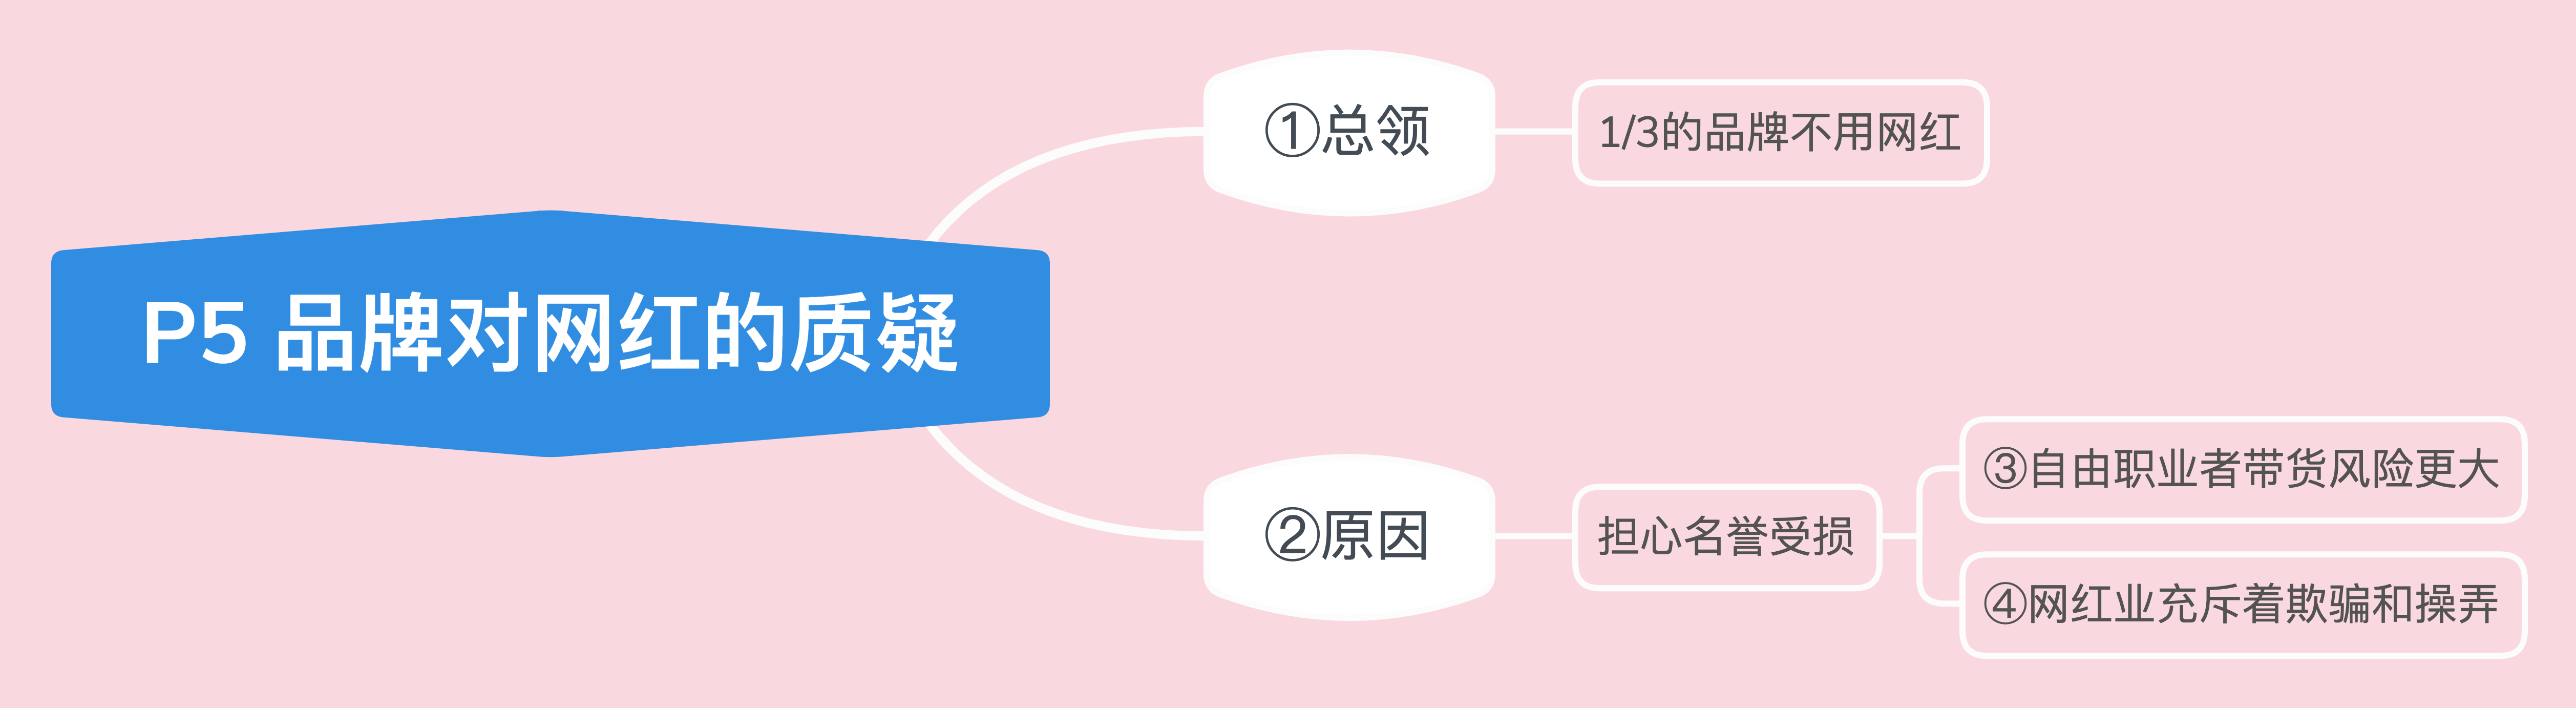 P5 品牌对网红的质疑
①总领
1/3的品牌不用网红
②原因
担心名誉受损
③自由职业者带货风险更大
④网红业充斥着欺骗和操弄